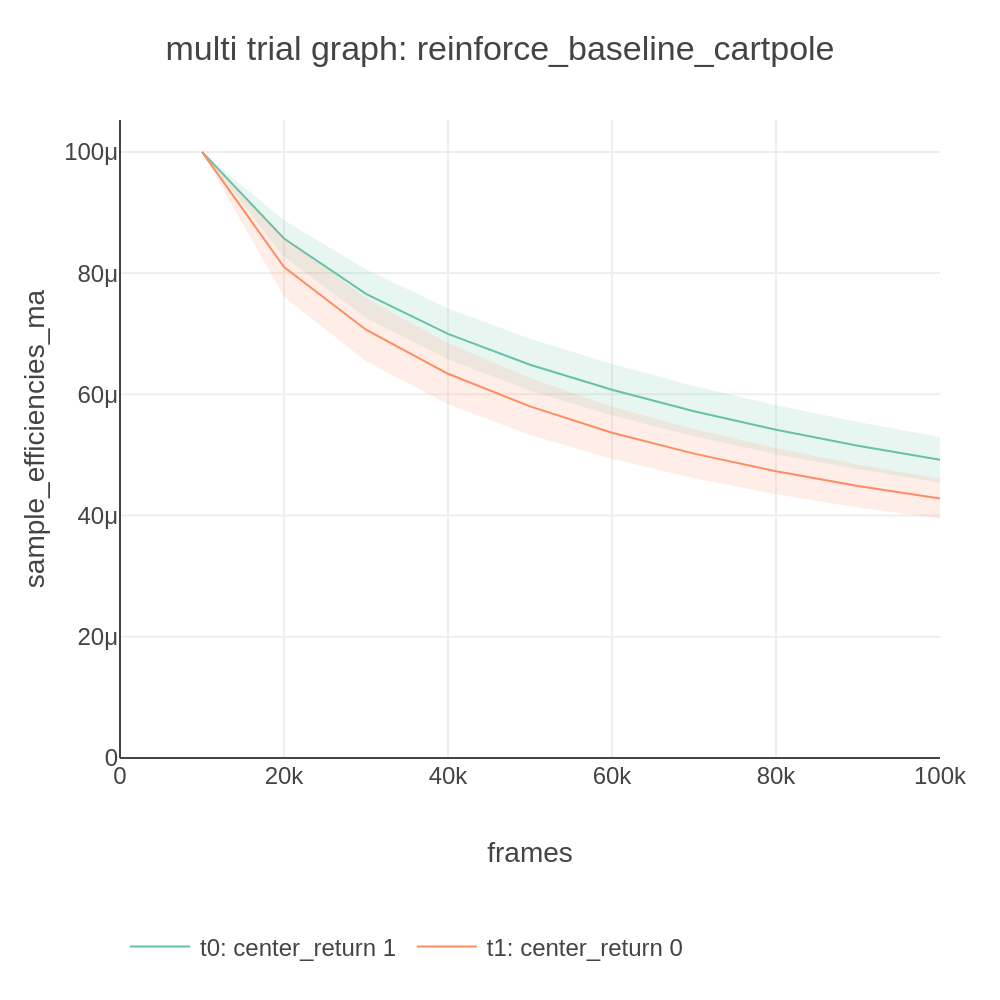 multi trial graph: reinforce_baseline_cartpole
100μ
80μ
60μ
40μ
20μ
0
sample_efficiencies_ma
0 20k 40k 60k 80k 100k
frames
t0: center_return 1 t1: center_return 0